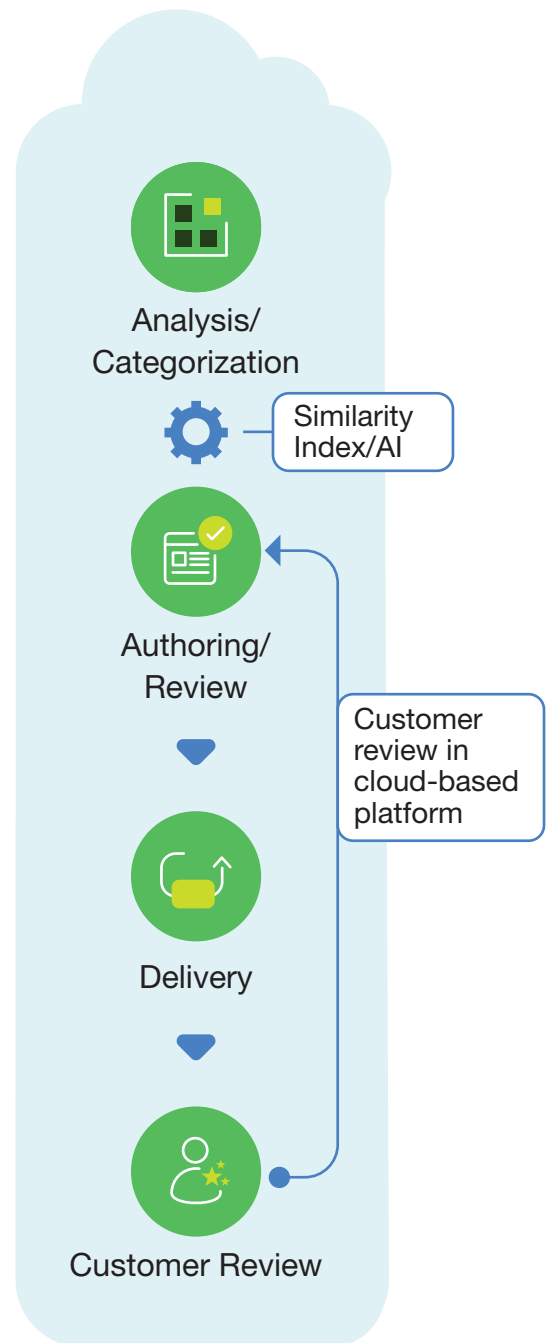 Analysis/
Categorization
Similarity
Index/AI
Authoring/
Review
Customer
review in
cloud-based
platform
Delivery
Customer Review